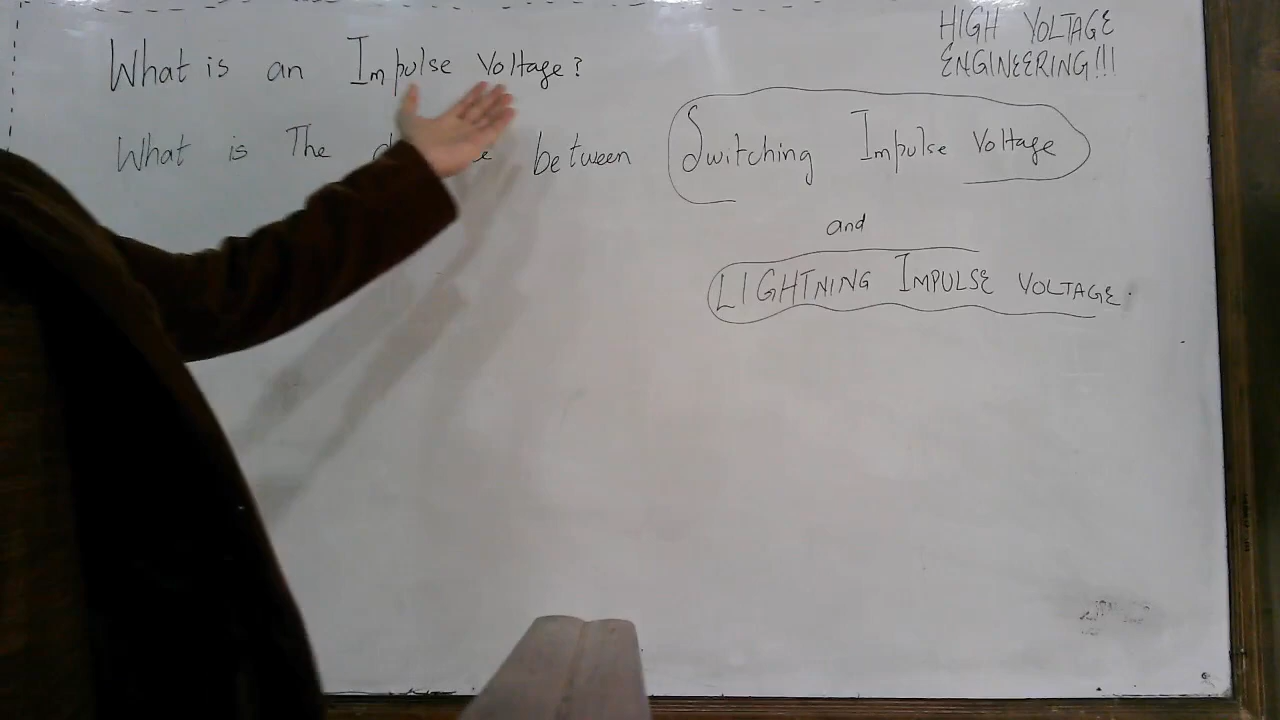 What is an Impulse Voltage?
HIGH VOLTAGE
ENGINEERING!!!
What is The between Switching Impulse Voltage
and
LIGHTNING IMPULSE VOLTAGE.